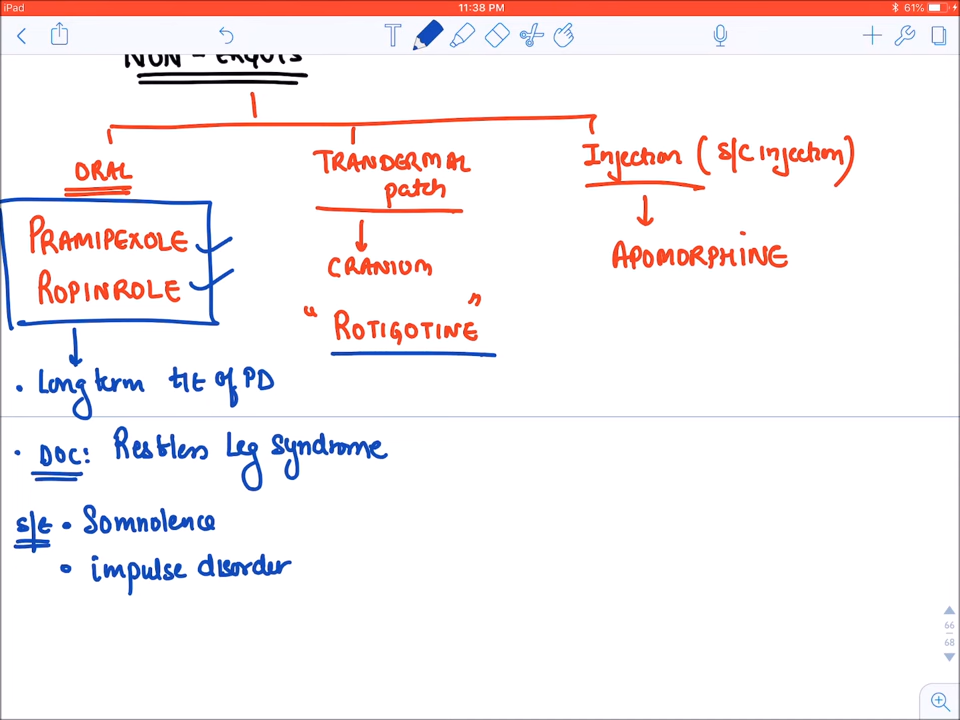 iPad
11:38 PM
61%
T
NON - ERGOTS
ORAL
TRANDERMAL
patch
Injection ( S/C injection)
PRAMIPEXOLE
ROPINROLE
CRANIUM
" ROTIGOTINE "
APOMORPHINE
• Long term ttt of PD
• DOC: Restless Leg Syndrome
S/E • Somnolence
• impulse disorder
66
68